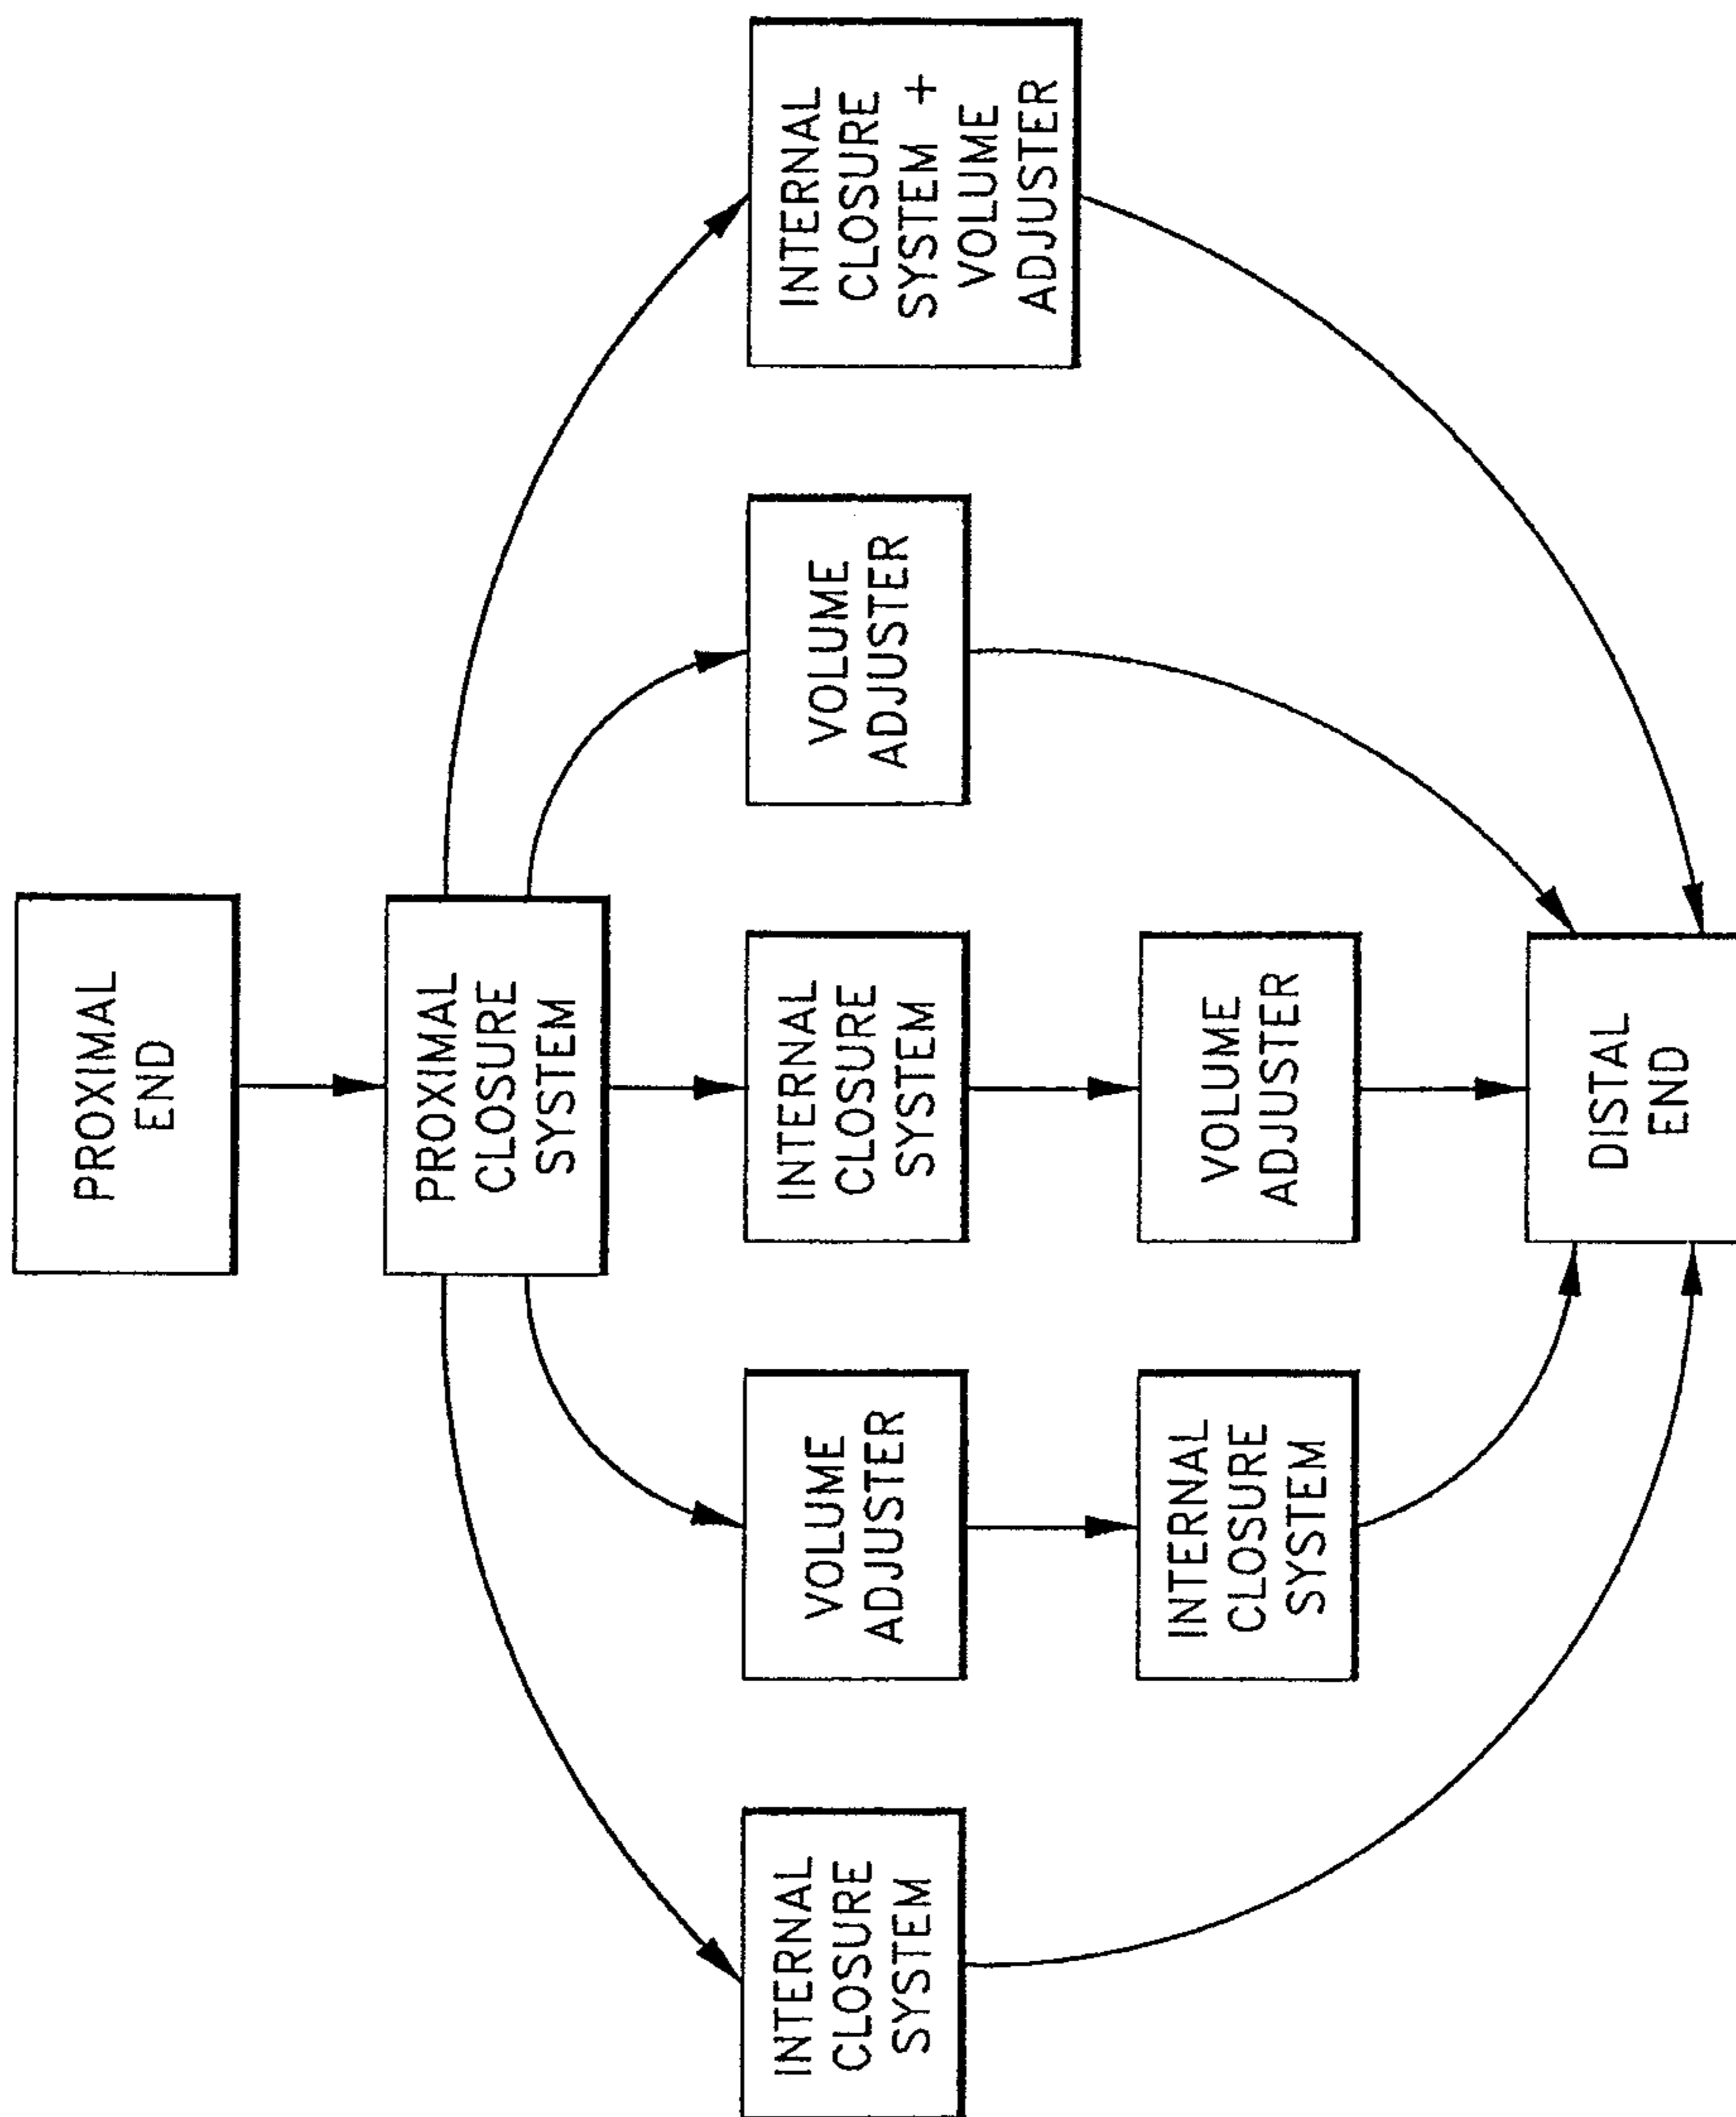 PROXIMAL
END
PROXIMAL
CLOSURE
SYSTEM
INTERNAL
CLOSURE
SYSTEM
VOLUME
ADJUSTER
INTERNAL
CLOSURE
SYSTEM
VOLUME
ADJUSTER
INTERNAL
CLOSURE
SYSTEM +
VOLUME
ADJUSTER
INTERNAL
CLOSURE
SYSTEM
VOLUME
ADJUSTER
DISTAL
END